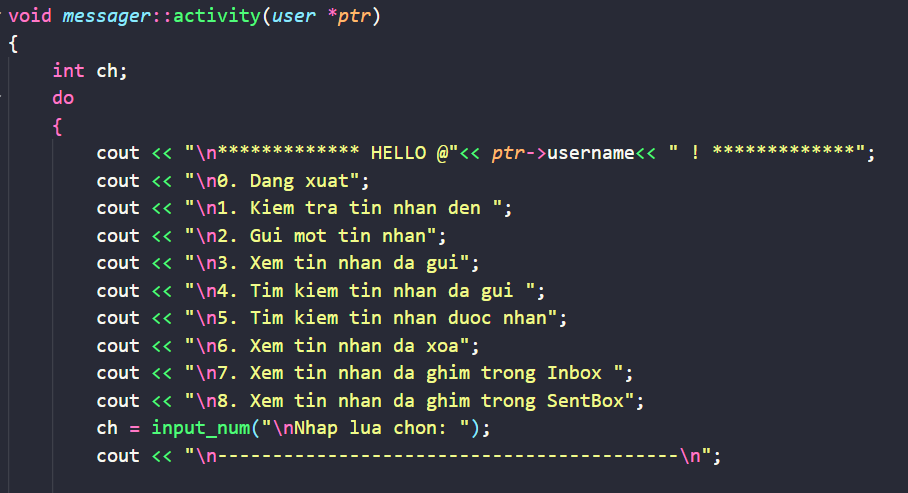 void messager::activity(user *ptr)
{
    int ch;
    do
    {
        cout << "\n************* HELLO @"<< ptr->username<< " ! *************";
        cout << "\n0. Dang xuat";
        cout << "\n1. Kiem tra tin nhan den ";
        cout << "\n2. Gui mot tin nhan";
        cout << "\n3. Xem tin nhan da gui";
        cout << "\n4. Tim kiem tin nhan da gui ";
        cout << "\n5. Tim kiem tin nhan duoc nhan";
        cout << "\n6. Xem tin nhan da xoa";
        cout << "\n7. Xem tin nhan da ghim trong Inbox ";
        cout << "\n8. Xem tin nhan da ghim trong SentBox";
        ch = input_num("\nNhap lua chon: ");
        cout << "\n------------------------------------------\n";